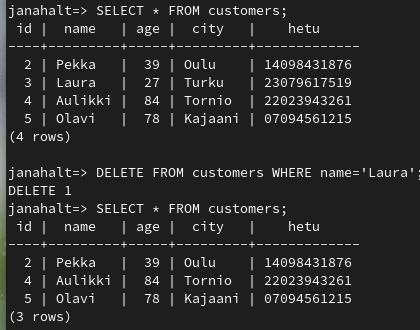 janahalt=> SELECT * FROM customers;
 id |  name   | age |  city   |    hetu
----+---------+-----+---------+-------------
  2 | Pekka   |  39 | Oulu    | 14098431876
  3 | Laura   |  27 | Turku   | 23079617519
  4 | Aulikki |  84 | Tornio  | 22023943261
  5 | Olavi   |  78 | Kajaani | 07094561215
(4 rows)

janahalt=> DELETE FROM customers WHERE name='Laura';
DELETE 1
janahalt=> SELECT * FROM customers;
 id |  name   | age |  city   |    hetu
----+---------+-----+---------+-------------
  2 | Pekka   |  39 | Oulu    | 14098431876
  4 | Aulikki |  84 | Tornio  | 22023943261
  5 | Olavi   |  78 | Kajaani | 07094561215
(3 rows)